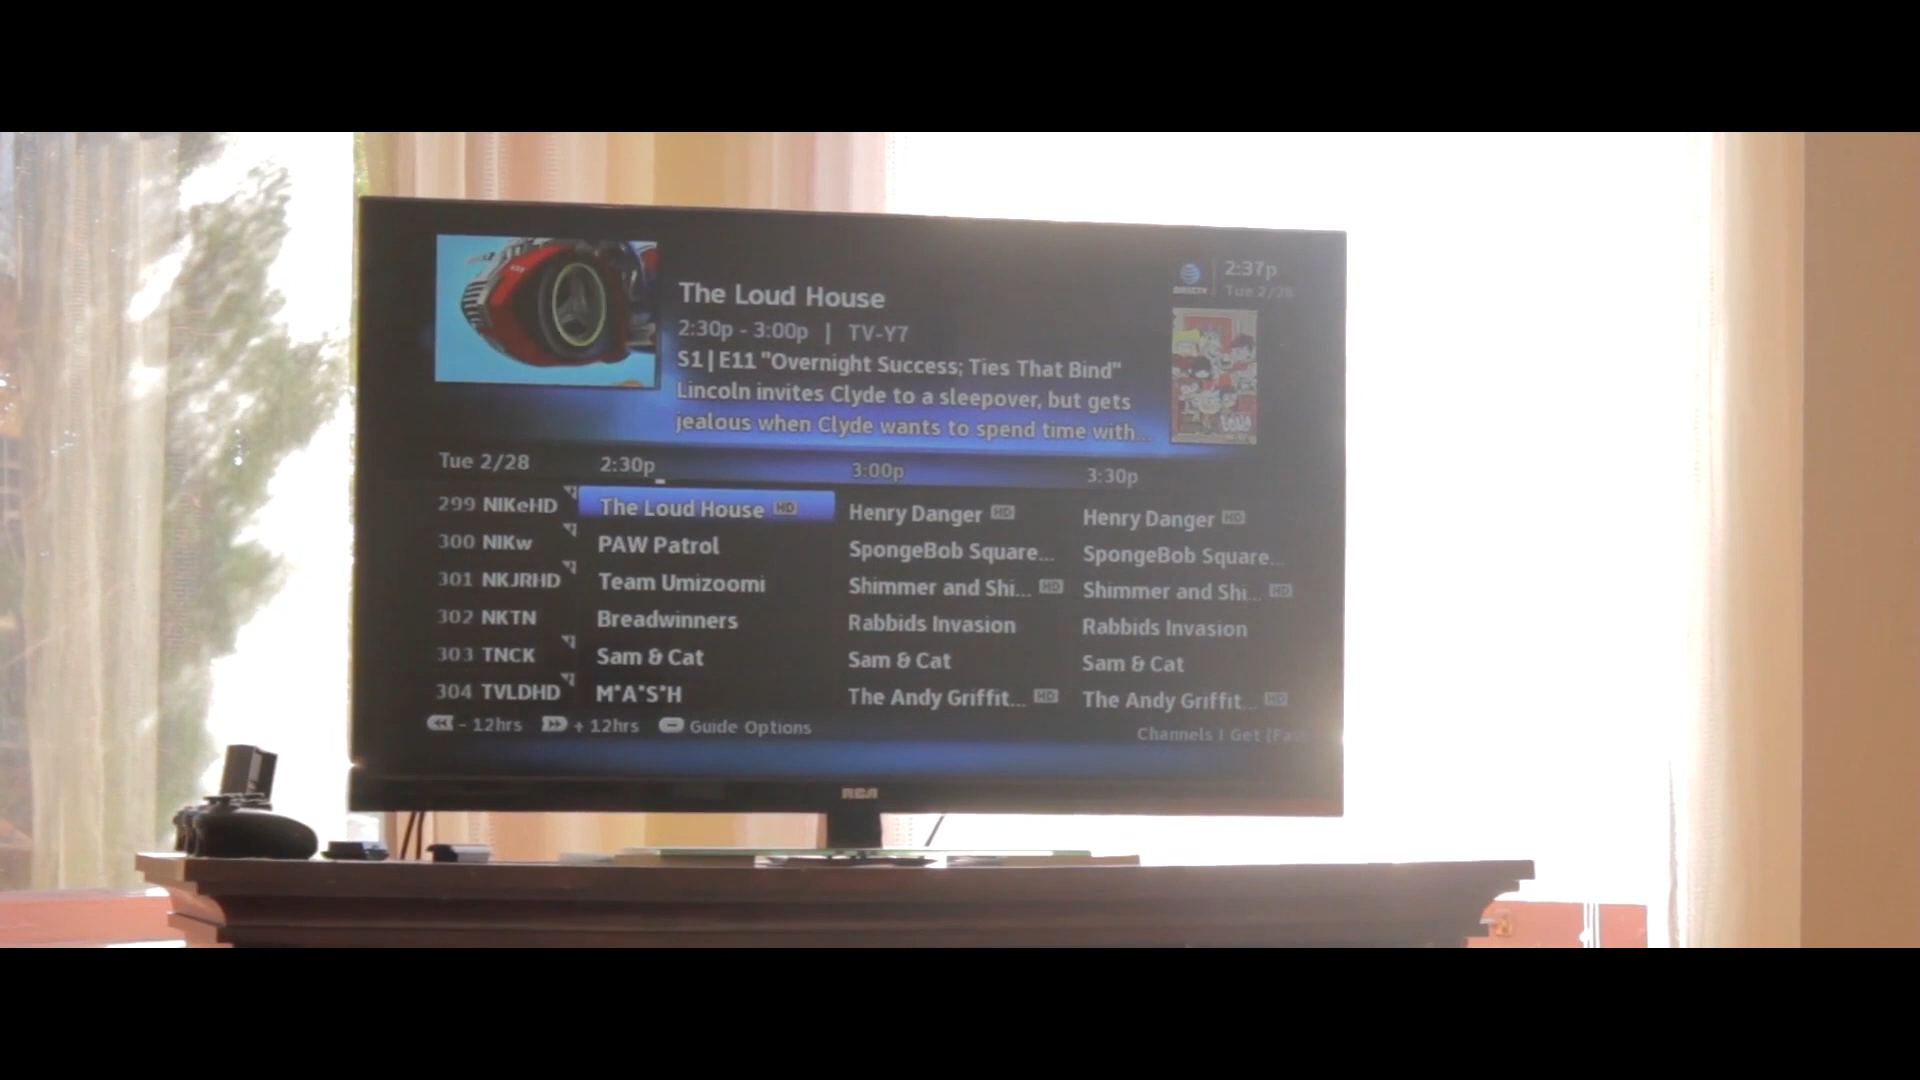 The Loud House
2:30p - 3:00p | TV-Y7
S1 | E11 "Overnight Success; Ties That Bind"
Lincoln invites Clyde to a sleepover, but gets
jealous when Clyde wants to spend time with...
DIRECTV
2:37p
Tue 2/28
Tue 2/28 2:30p 3:00p 3:30p
299 NIKeHD The Loud House HD Henry Danger HD Henry Danger HD
300 NIKw PAW Patrol SpongeBob Square... SpongeBob Square...
301 NKJRHD Team Umizoomi Shimmer and Shi... HD Shimmer and Shi... HD
302 NKTN Breadwinners Rabbids Invasion Rabbids Invasion
303 TNCK Sam & Cat Sam & Cat Sam & Cat
304 TVLDHD M*A*S*H The Andy Griffit... HD The Andy Griffit... HD
- 12hrs + 12hrs Guide Options
Channels I Get
RCA